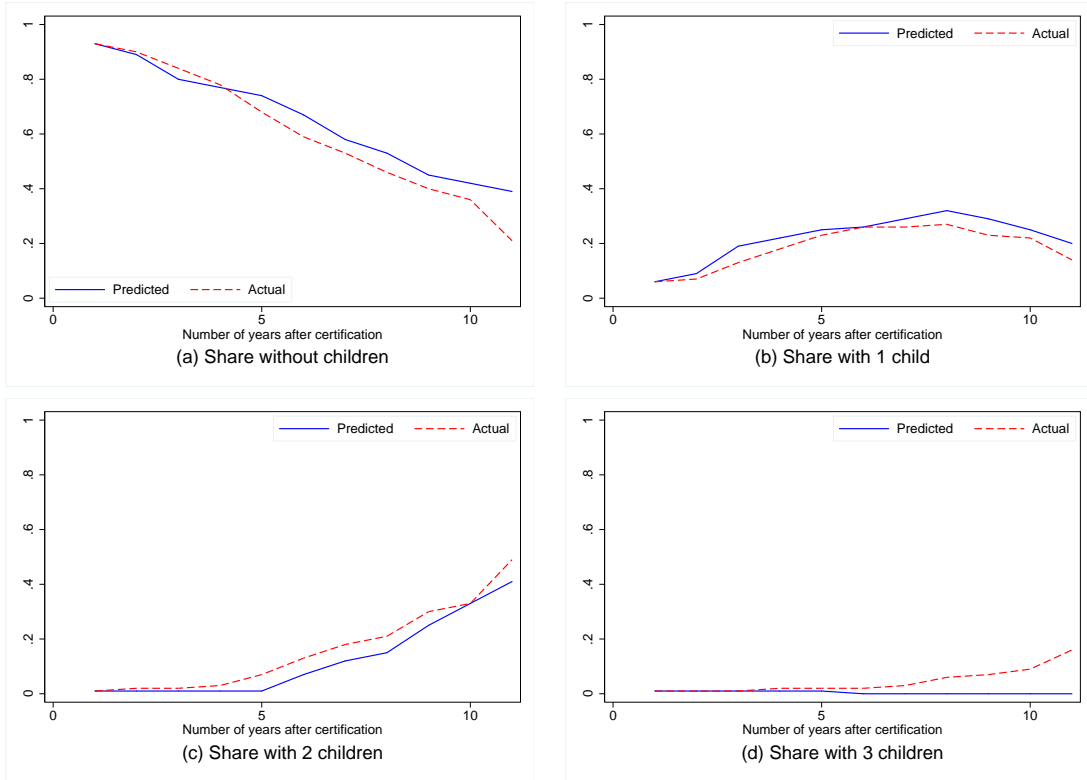 1
.8
.6
.4
.2
0
Predicted Actual
0 5 10
Number of years after certification
(a) Share without children
1
.8
.6
.4
.2
0
Predicted Actual
0 5 10
Number of years after certification
(b) Share with 1 child
1
.8
.6
.4
.2
0
Predicted Actual
0 5 10
Number of years after certification
(c) Share with 2 children
1
.8
.6
.4
.2
0
Predicted Actual
0 5 10
Number of years after certification
(d) Share with 3 children